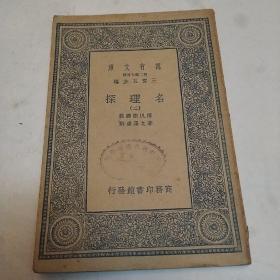 萬有文庫
王雲五主編
名理探
(二)
傅汎際譯義
李之藻達辭
商務印書館發行